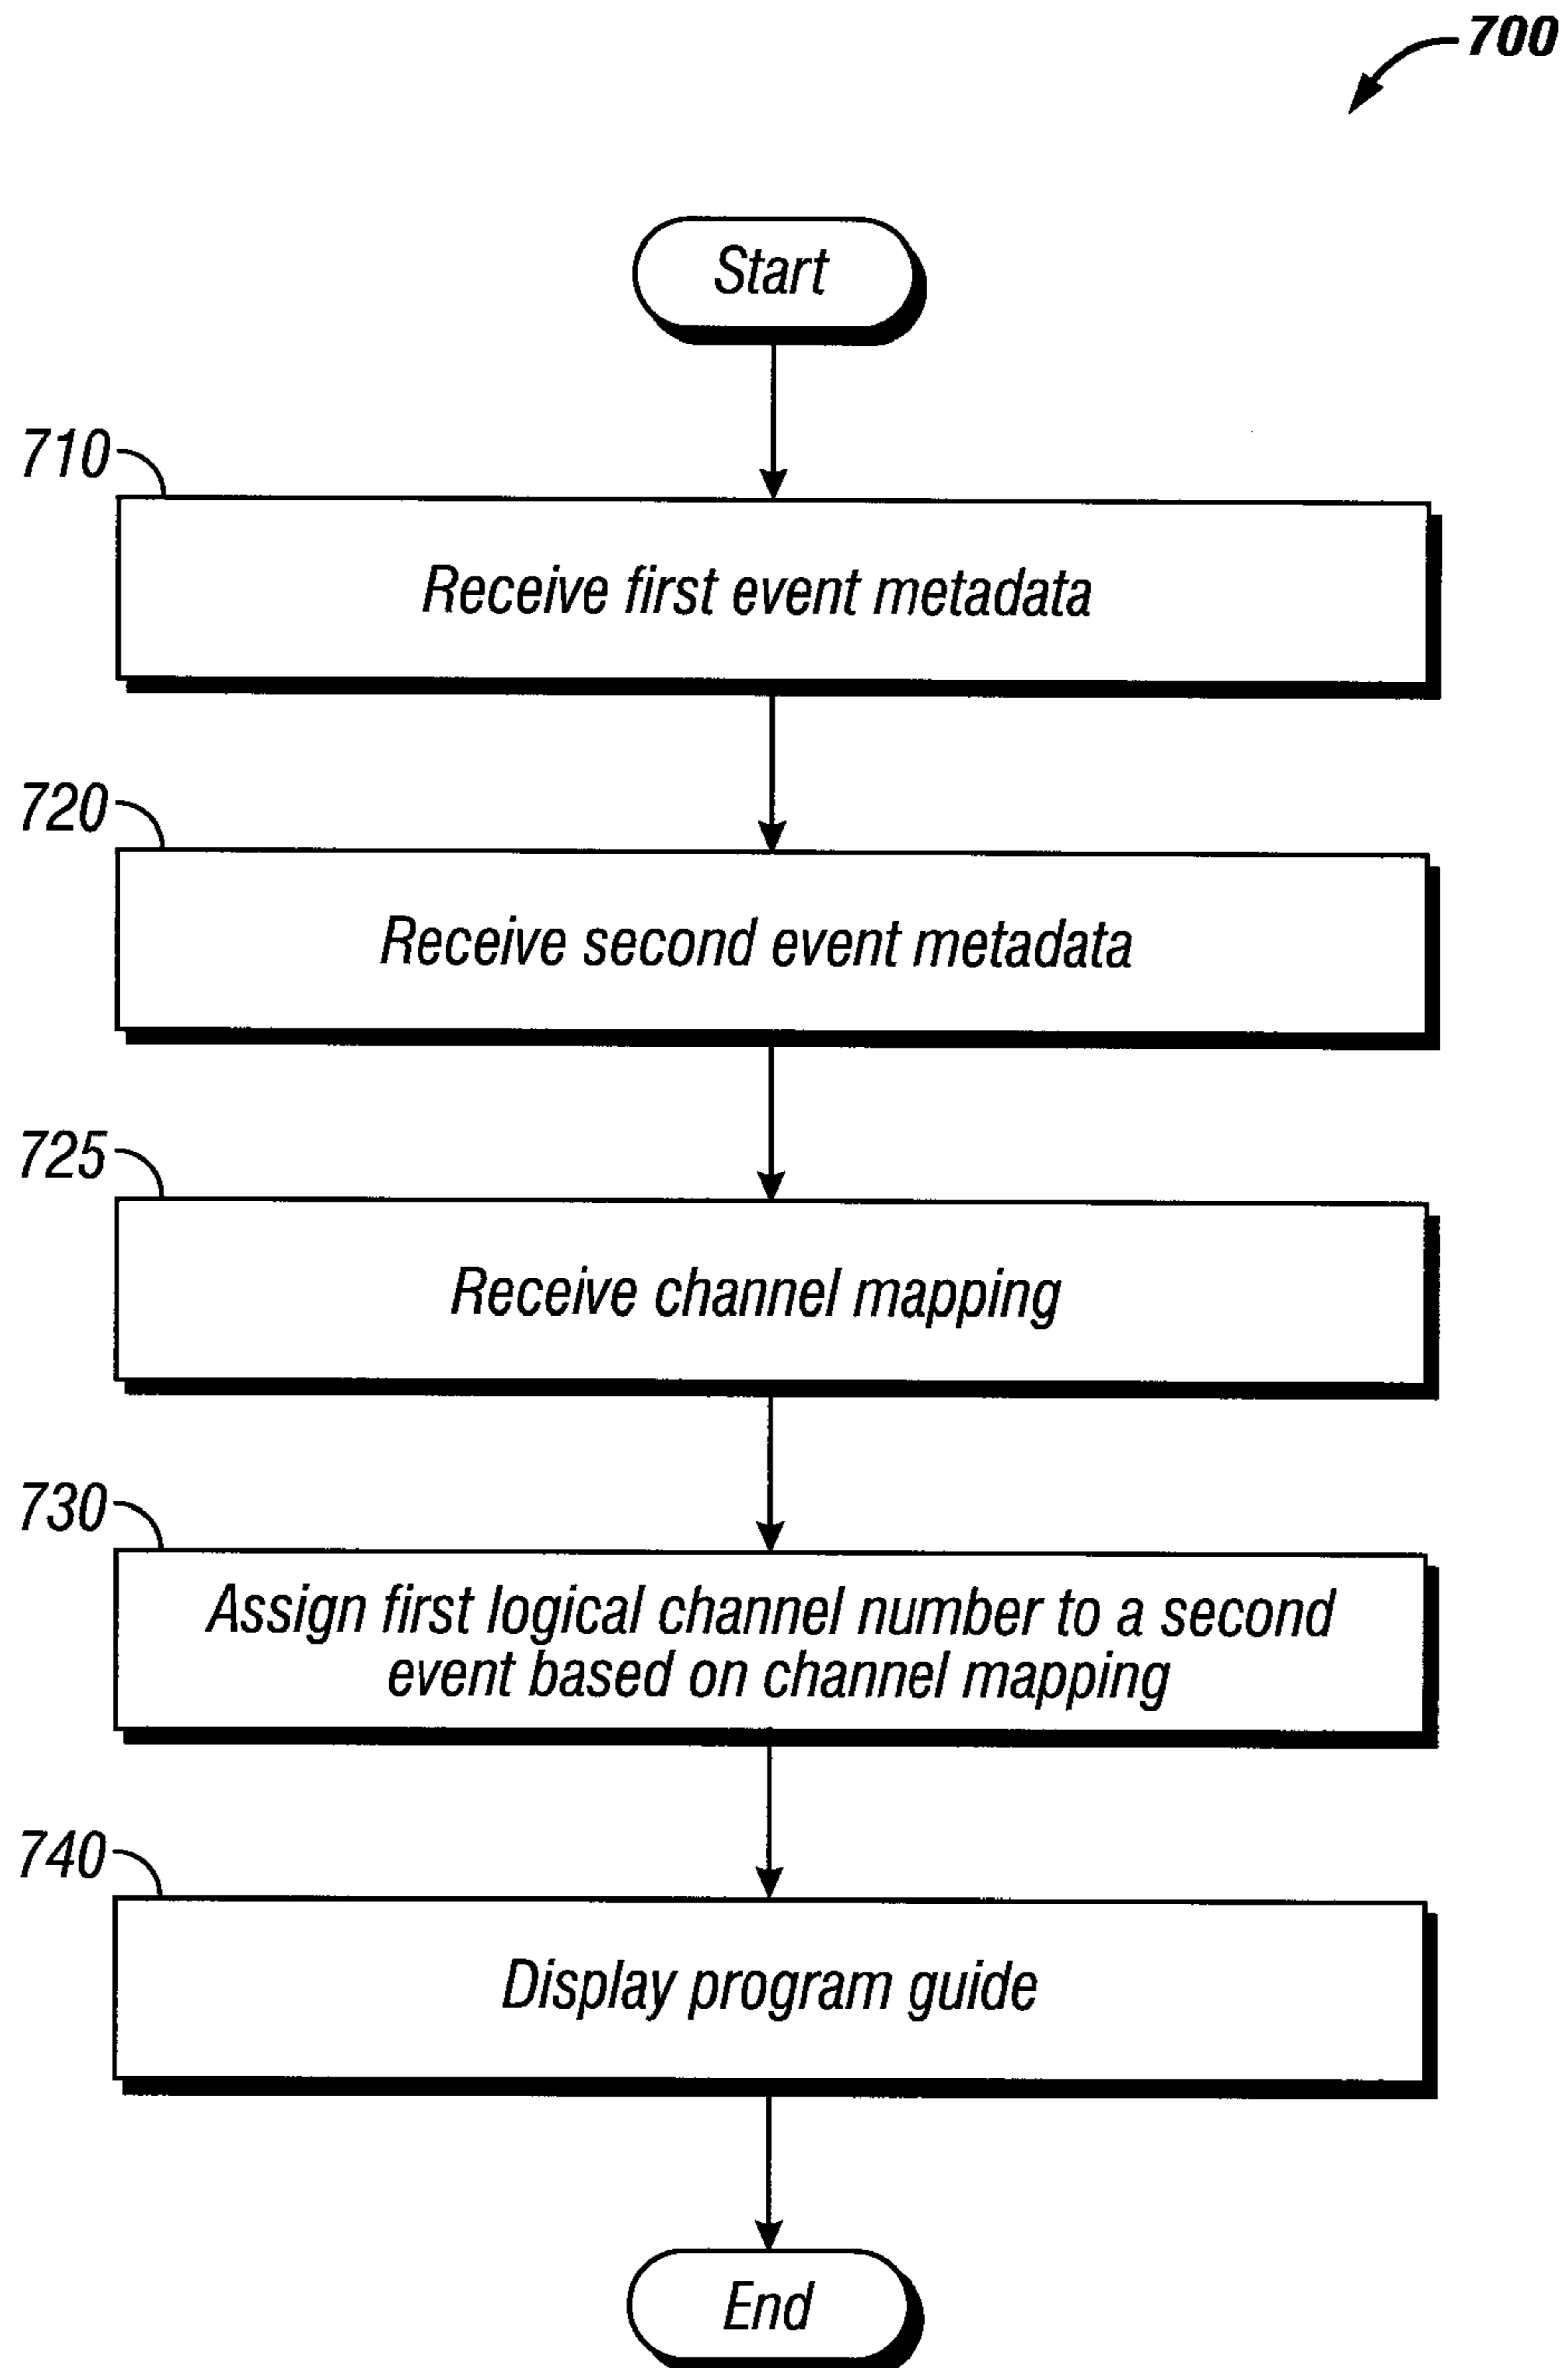 700
Start
710
Receive first event metadata
720
Receive second event metadata
725
Receive channel mapping
730
Assign first logical channel number to a second
event based on channel mapping
740
Display program guide
End